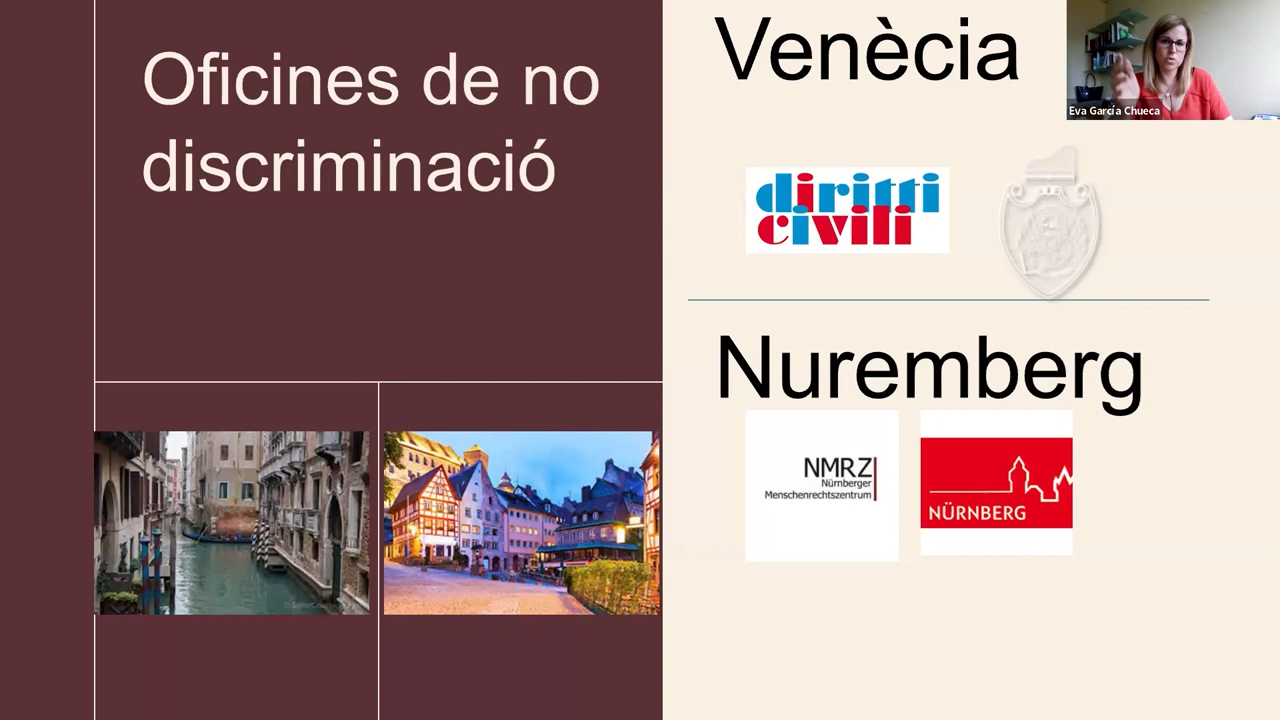 Oficines de no
discriminació
Venècia
Eva García Chueca
diritti
civili
Nuremberg
NMRZ
Nürnberger
Menschenrechtszentrum
NÜRNBERG